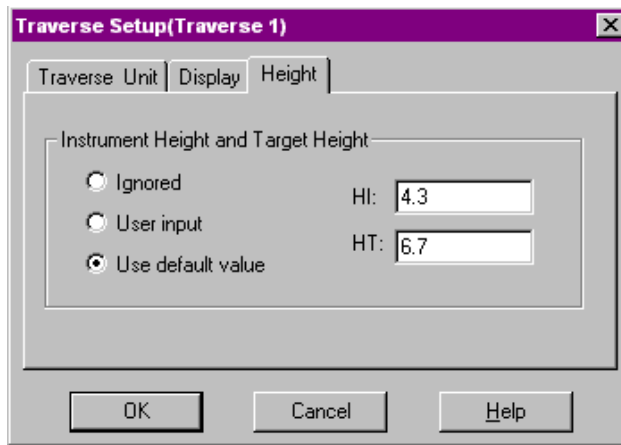 Traverse Setup(Traverse 1)
Traverse Unit
Display
Height
Instrument Height and Target Height
Ignored
User input
Use default value
HI: 4.3
HT: 6.7
OK
Cancel
Help